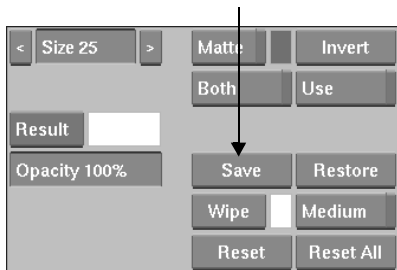 < Size 25 > Matte Invert
Both Use
Result
Opacity 100% Save Restore
Wipe Medium
Reset Reset All